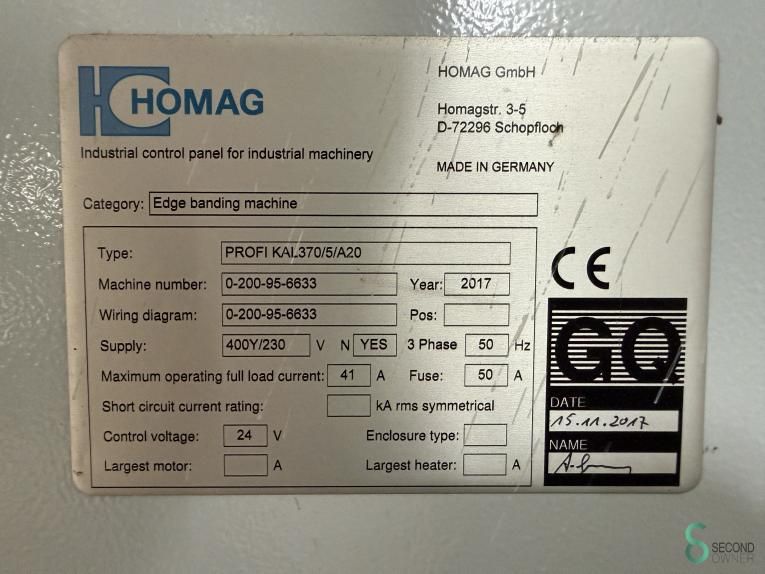 HOMAG
HOMAG GmbH
Homagstr. 3-5
D-72296 Schopfloch
Industrial control panel for industrial machinery
MADE IN GERMANY
Category: Edge banding machine
Type: PROFI KAL370/5/A20
Machine number: 0-200-95-6633 Year: 2017
Wiring diagram: 0-200-95-6633 Pos:
Supply: 400Y/230 V N YES 3 Phase 50 Hz
Maximum operating full load current: 41 A Fuse: 50 A
Short circuit current rating: kA rms symmetrical
Control voltage: 24 V Enclosure type:
Largest motor: A Largest heater: A
CE
GQ
DATE
15.11.2017
NAME
SECOND
OWNER